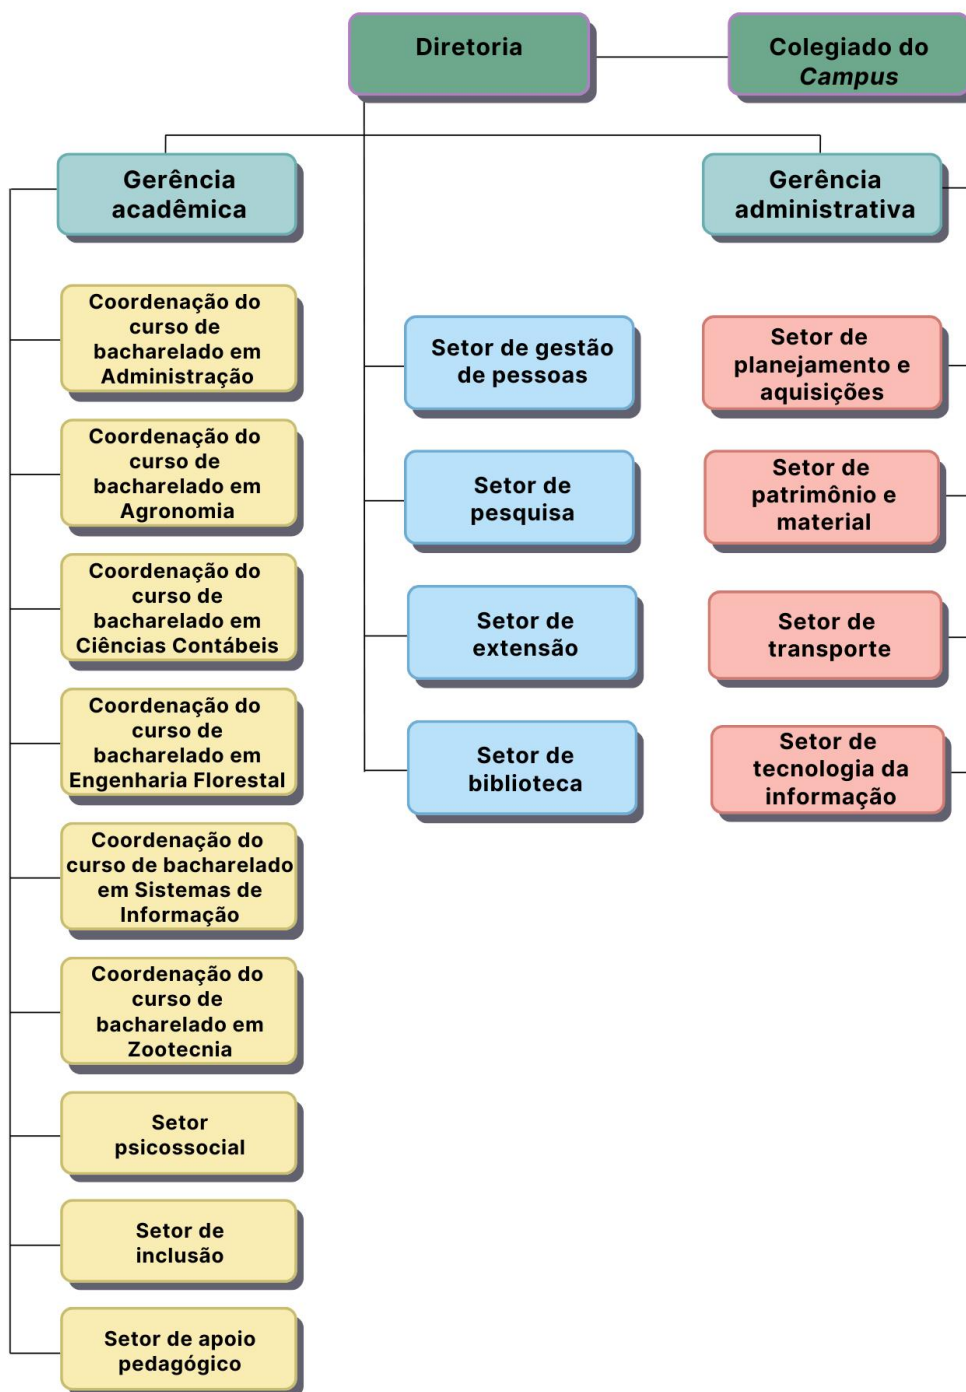 Diretoria
Colegiado do
Campus
Gerência
acadêmica
Gerência
administrativa
Coordenação do
curso de
bacharelado em
Administração
Coordenação do
curso de
bacharelado em
Agronomia
Coordenação do
curso de
bacharelado em
Ciências Contábeis
Coordenação do
curso de
bacharelado em
Engenharia Florestal
Coordenação do
curso de bacharelado
em Sistemas de
Informação
Coordenação do
curso de
bacharelado em
Zootecnia
Setor
psicossocial
Setor de
inclusão
Setor de apoio
pedagógico
Setor de gestão
de pessoas
Setor de
pesquisa
Setor de
extensão
Setor de
biblioteca
Setor de
planejamento e
aquisições
Setor de
patrimônio e
material
Setor de
transporte
Setor de
tecnologia da
informação